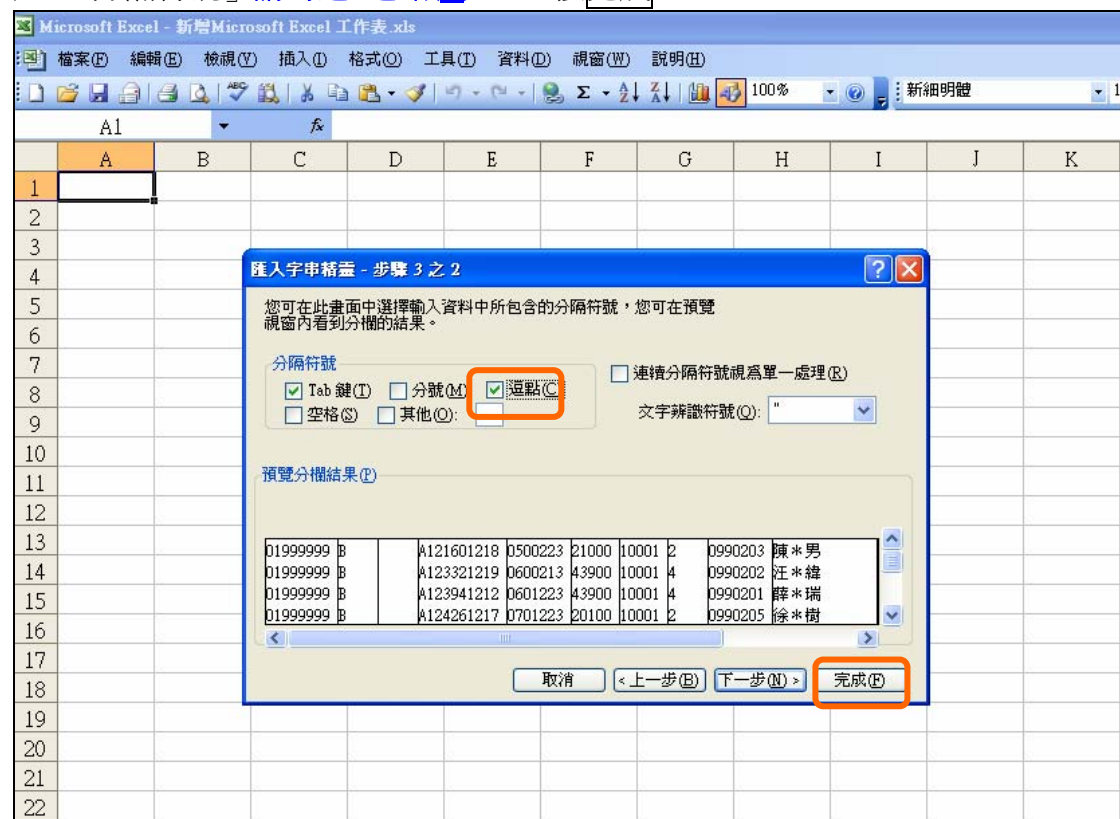 Microsoft Excel - 新增Microsoft Excel 工作表.xls
檔案(F) 編輯(E) 檢視(V) 插入(I) 格式(O) 工具(T) 資料(D) 視窗(W) 說明(H)
100% 新細明體 1
A1 fx
A B C D E F G H I J K
1
2
3
4
5
6
7
8
9
10
11
12
13
14
15
16
17
18
19
20
21
22
匯入字串精靈 - 步驟 3 之 2
您可在此畫面中選擇輸入資料中所包含的分隔符號，您可在預覽
視窗內看到分欄的結果。
分隔符號
Tab 鍵(T) 分號(M) 逗點(C) 連續分隔符號視為單一處理(R)
空格(S) 其他(O): 文字辨識符號(Q): "
預覽分欄結果(P)
01999999 B A121601218 0500223 21000 10001 2 0990203 陳*男
01999999 B A123321219 0600213 43900 10001 4 0990202 汪*緯
01999999 B A123941212 0601223 43900 10001 4 0990201 薛*瑞
01999999 B A124261217 0701223 20100 10001 2 0990205 徐*樹
取消 <上一步(B) 下一步(N)> 完成(F)